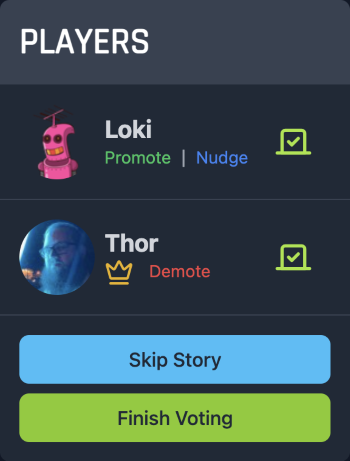 PLAYERS
Loki
Promote | Nudge
Thor
Demote
Skip Story
Finish Voting